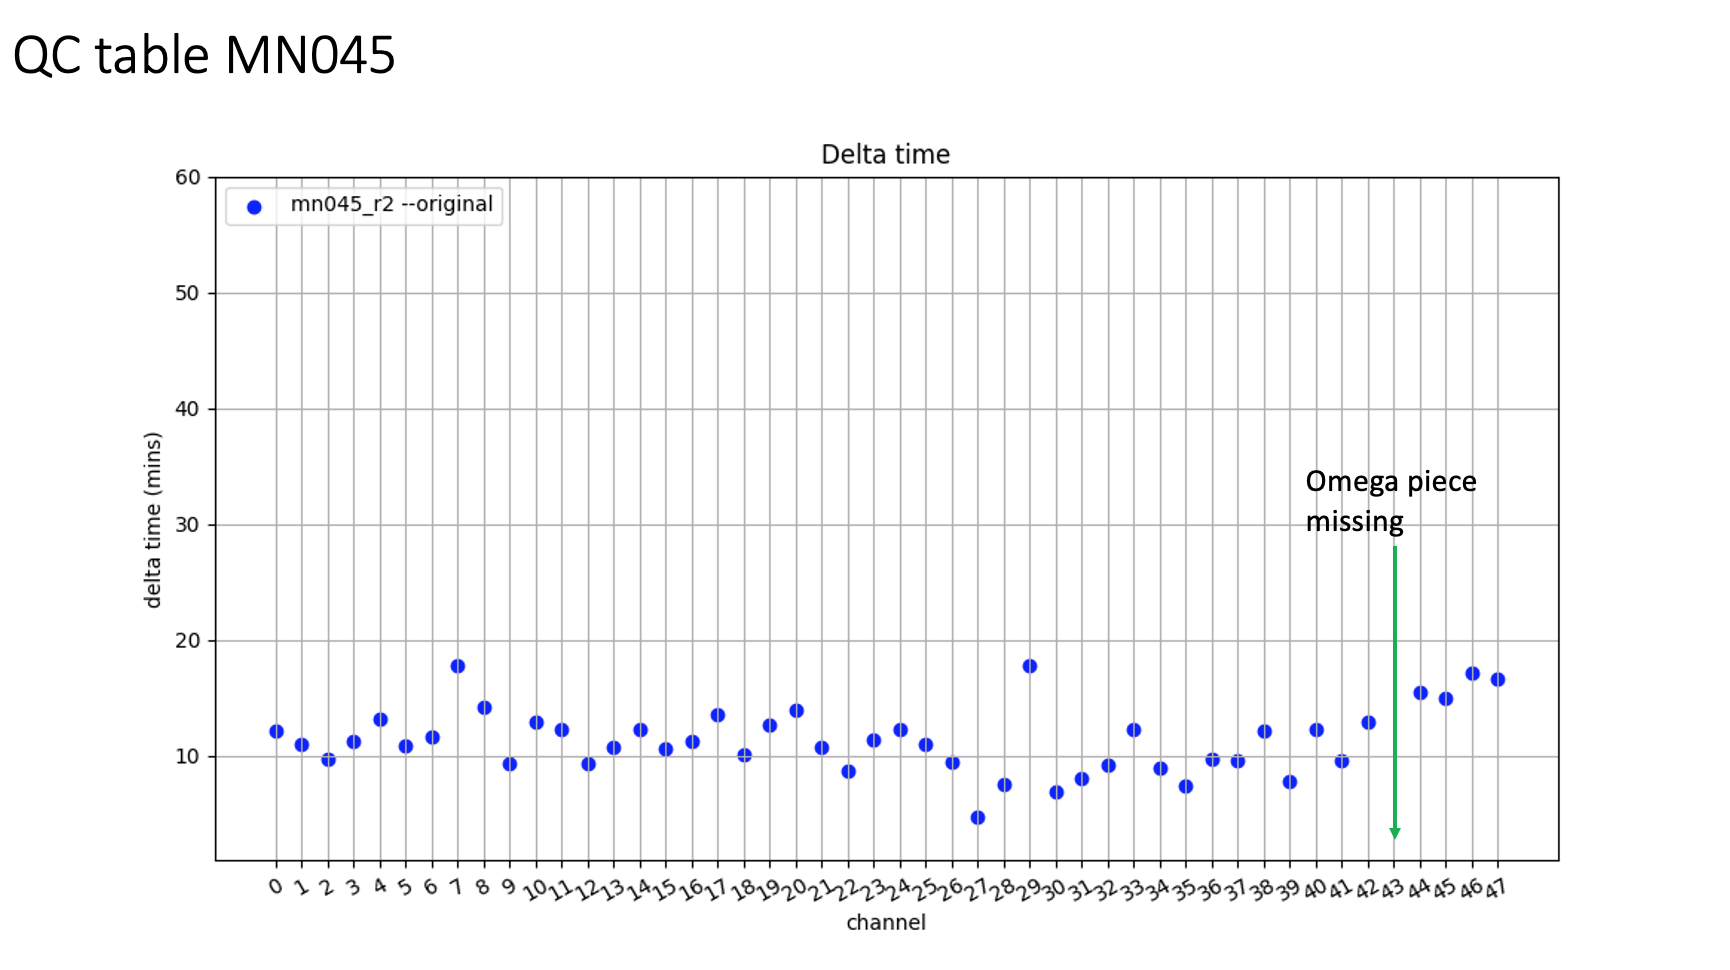 QC table MN045
Delta time
60
mn045_r2 --original
50
40
30
20
10
delta time (mins)
Omega piece
missing
0 1 2 3 4 5 6 7 8 9 10 11 12 13 14 15 16 17 18 19 20 21 22 23 24 25 26 27 28 29 30 31 32 33 34 35 36 37 38 39 40 41 42 43 44 45 46 47
channel